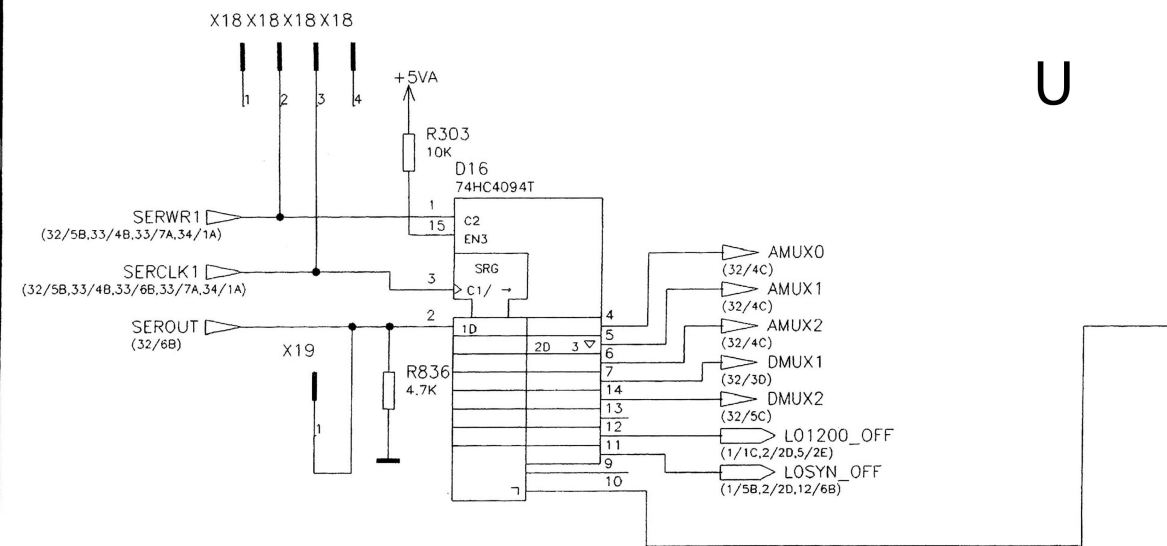 X18 X18 X18 X18
U
1 2 3 4
+5VA
R303
10K
D16
74HC4094T
SERWR1
(32/5B,33/4B,33/7A,34/1A)
1
C2
15
EN3
SERCLK1
(32/5B,33/4B,33/6B,33/7A,34/1A)
3
SRG
C1/ →
SEROUT
(32/6B)
2
1D
2D 3 ▽
X19
1
R836
4.7K
4
5
6
7
14
13
12
11
9
10
AMUX0
(32/4C)
AMUX1
(32/4C)
AMUX2
(32/4C)
DMUX1
(32/3D)
DMUX2
(32/5C)
LO1200_OFF
(1/1C,2/2D,5/2E)
LOSYN_OFF
(1/5B,2/2D,12/6B)